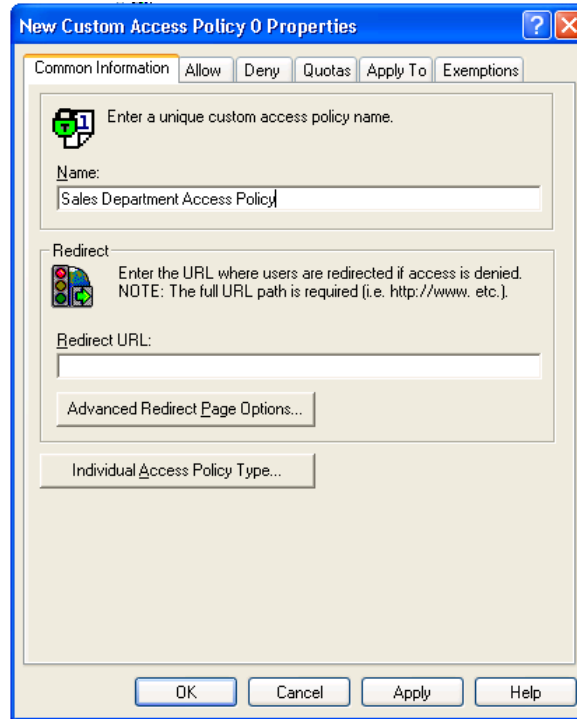 New Custom Access Policy 0 Properties
Common Information Allow Deny Quotas Apply To Exemptions
Enter a unique custom access policy name.
Name:
Sales Department Access Policy
Redirect
Enter the URL where users are redirected if access is denied.
NOTE: The full URL path is required (i.e. http://www. etc.).
Redirect URL:
Advanced Redirect Page Options...
Individual Access Policy Type...
OK Cancel Apply Help